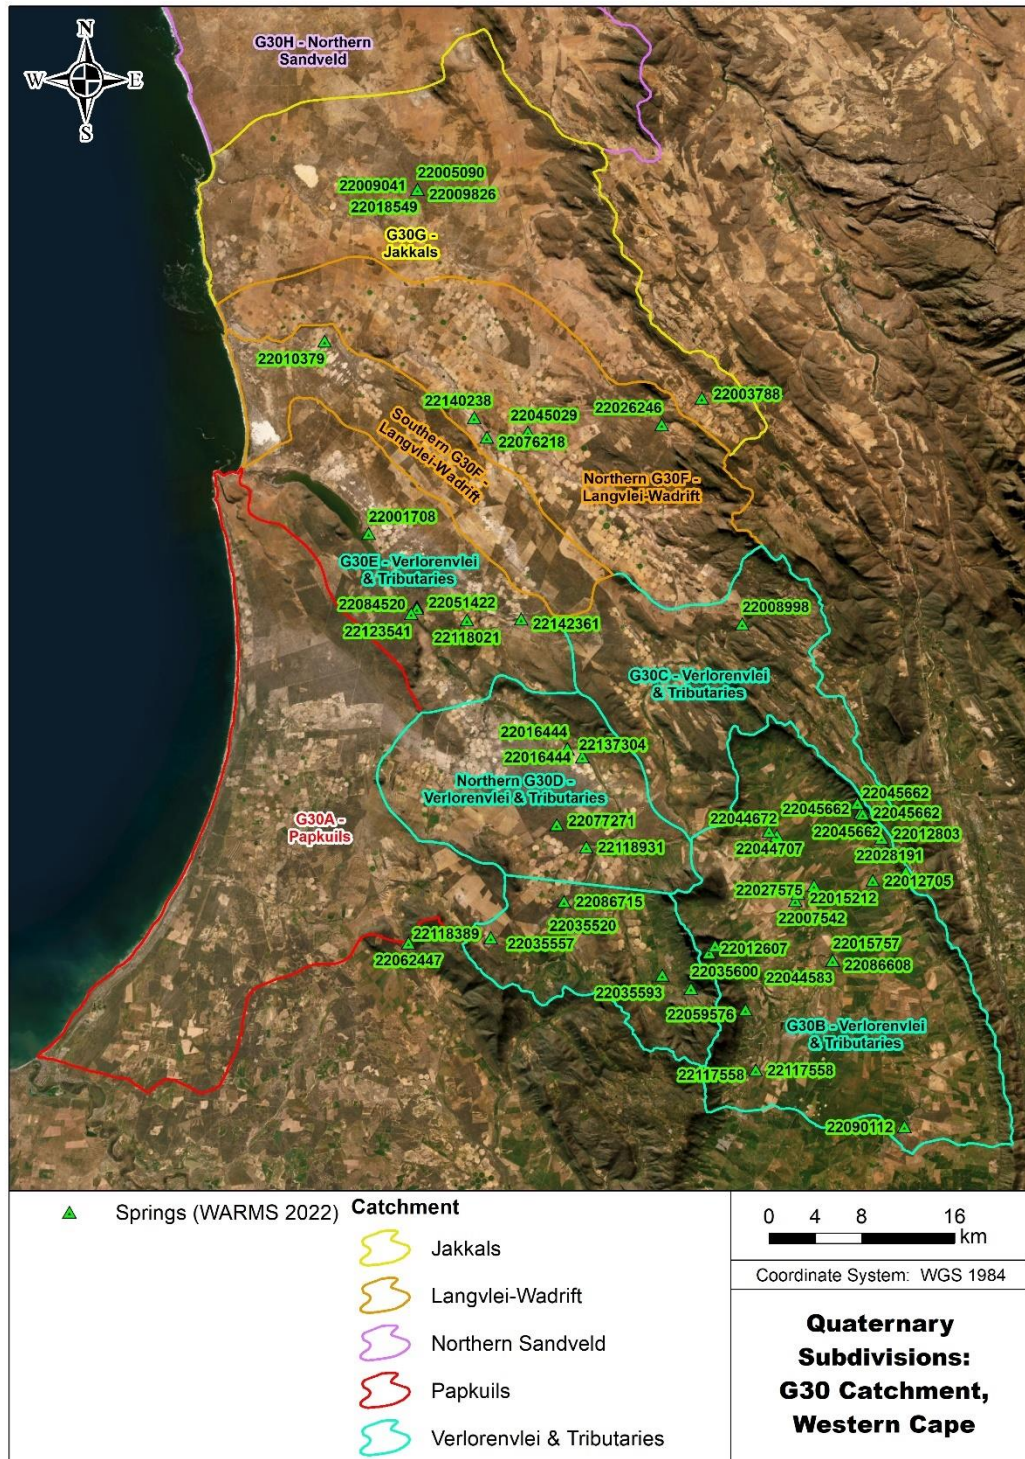 G30H - Northern
Sandveld
N
W
E
S
22005090
22009041
22009826
22018549
G30G -
Jakkals
22010379
22003788
22140238
22045029
22026246
22076218
Southern G30F -
Langvlei-Wadrift
Northern G30F -
Langvlei-Wadrift
22001708
G30E - Verlorenvlei
& Tributaries
22084520
22051422
22123541
22118021
22142361
22008998
G30C - Verlorenvlei
& Tributaries
22016444
22137304
22016444
Northern G30D -
Verlorenvlei & Tributaries
22045662
22045662
22045662
22044672
22045662
22012803
22044707
22028191
G30A -
Papkuils
22077271
22118931
22027575
22012705
22015212
22007542
22086715
22035520
22118389
22035557
22062447
22012607
22015757
22035600
22044583
22086608
22035593
22059576
G30B - Verlorenvlei
& Tributaries
22117558
22117558
22090112
Springs (WARMS 2022)
Catchment
Jakkals
Langvlei-Wadrift
Northern Sandveld
Papkuils
Verlorenvlei & Tributaries
0 4 8 16
km
Coordinate System: WGS 1984
Quaternary
Subdivisions:
G30 Catchment,
Western Cape